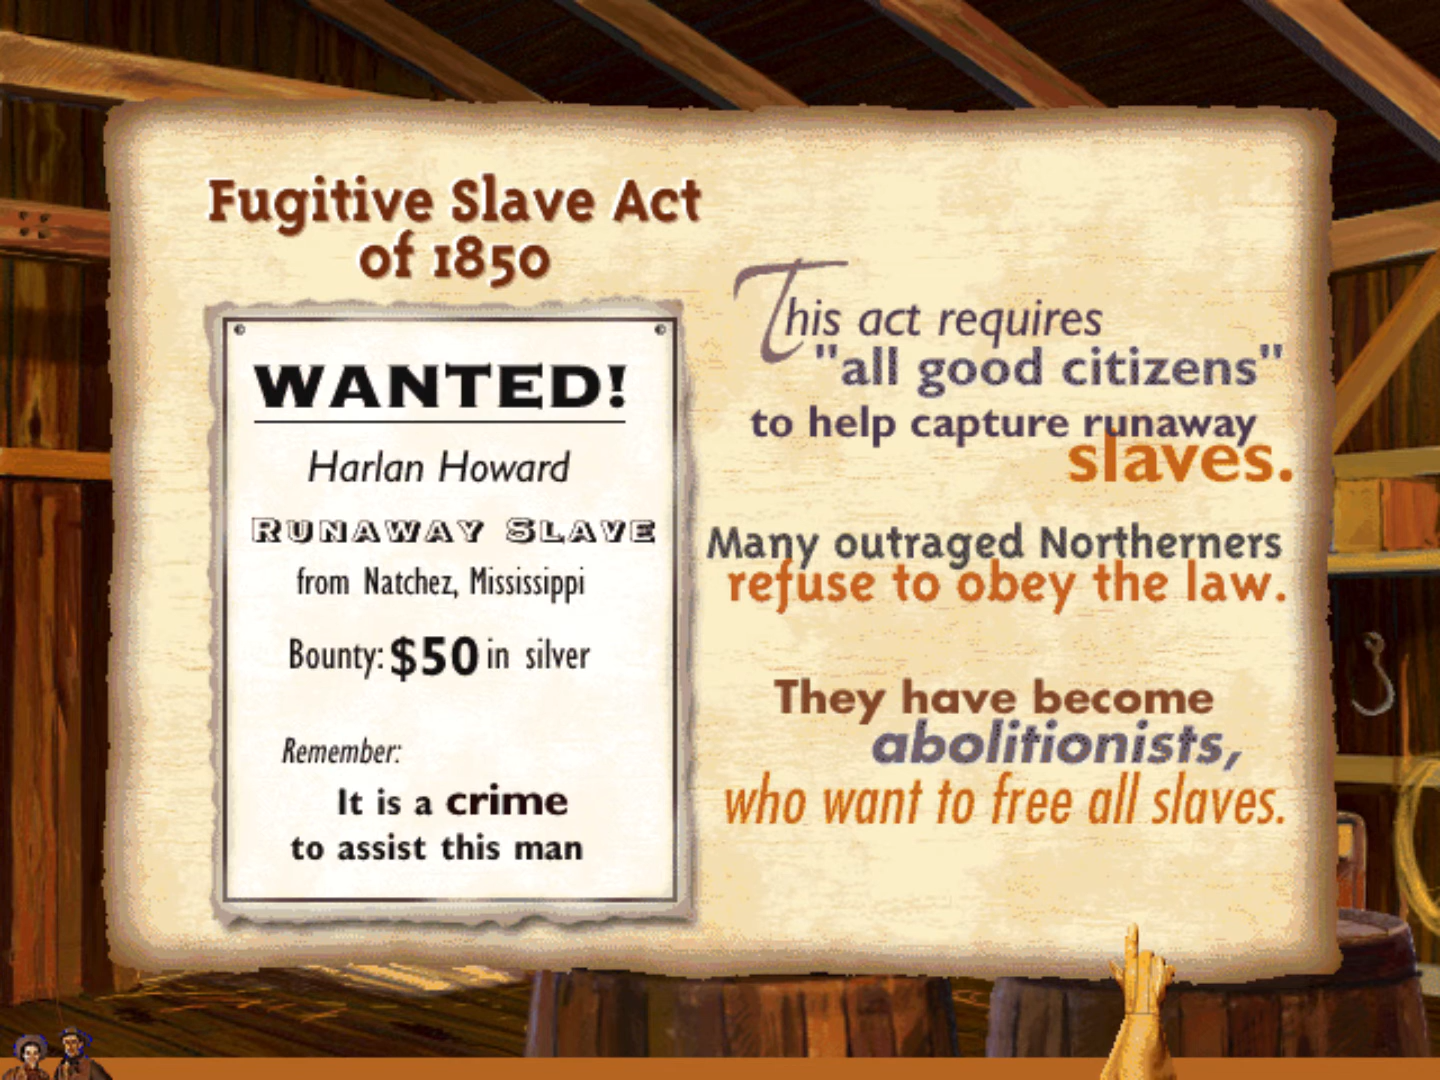 Fugitive Slave Act
of 1850
WANTED!
Harlan Howard
RUNAWAY SLAVE
from Natchez, Mississippi
Bounty: $50 in silver
Remember:
It is a crime
to assist this man
This act requires
"all good citizens"
to help capture runaway
slaves.
Many outraged Northerners
refuse to obey the law.
They have become
abolitionists,
who want to free all slaves.